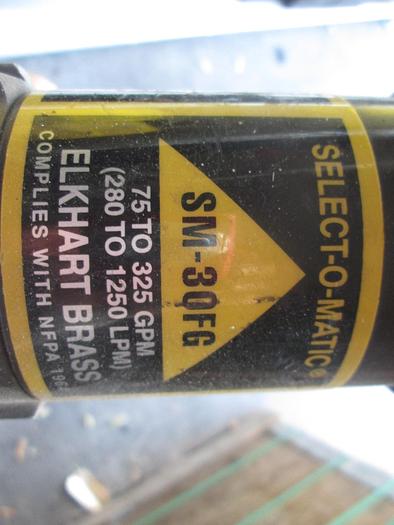 SELECT-O-MATIC®
SM-30FG
75 TO 325 GPM
(280 TO 1250 LPM)
ELKHART BRASS
COMPLIES WITH NFPA